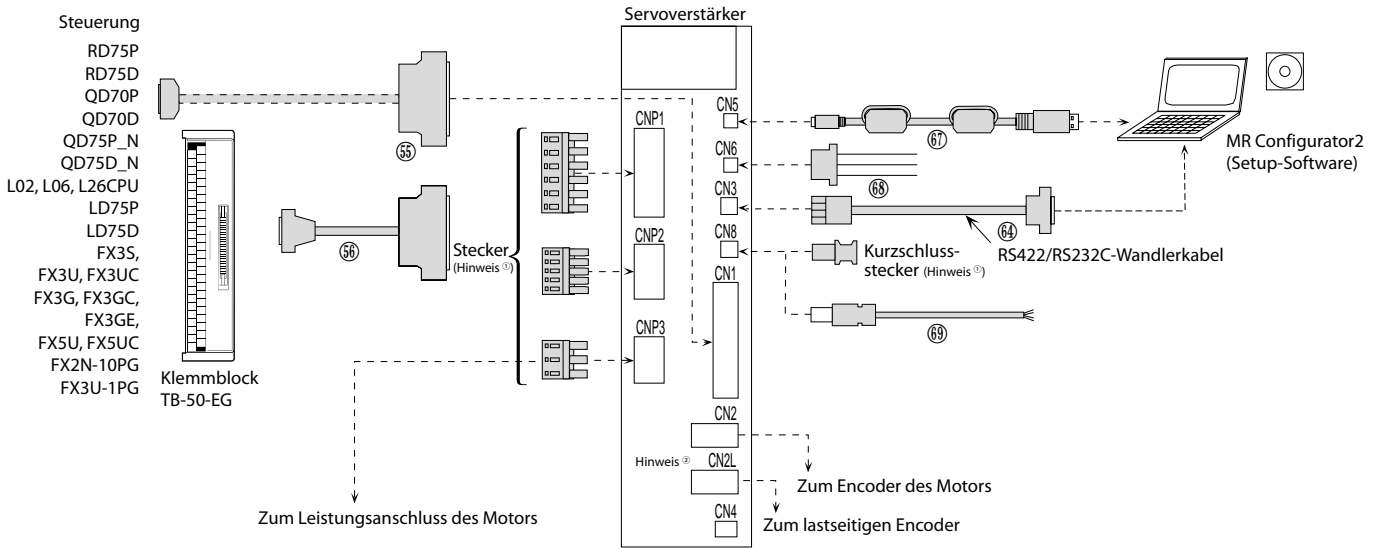 Steuerung
RD75P
RD75D
QD70P
QD70D
QD75P_N
QD75D_N
L02, L06, L26CPU
LD75P
LD75D
FX3S,
FX3U, FX3UC
FX3G, FX3GC,
FX3GE,
FX5U, FX5UC
FX2N-10PG
FX3U-1PG
Klemmblock
TB-50-EG
55
56
Stecker
(Hinweis ①)
Zum Leistungsanschluss des Motors
Servoverstärker
CNP1
CNP2
CNP3
CN5
CN6
CN3
CN8
CN1
CN2
Hinweis ② CN2L
CN4
67
68
64
RS422/RS232C-Wandlerkabel
Kurzschluss-
stecker (Hinweis ①)
69
MR Configurator2
(Setup-Software)
Zum Encoder des Motors
Zum lastseitigen Encoder